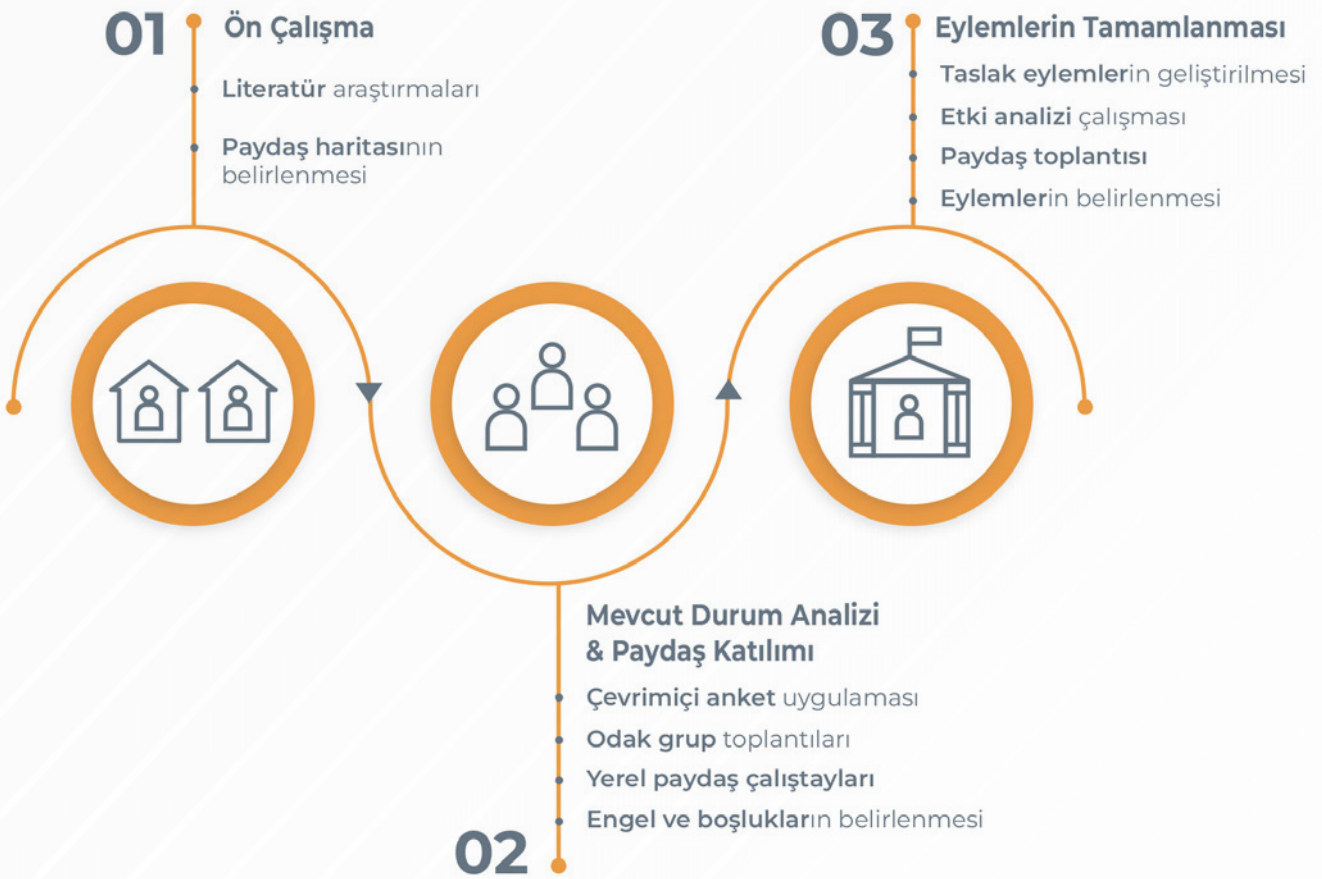 01
Ön Çalışma
Literatür araştırmaları
Paydaş haritasının
belirlenmesi
02
Mevcut Durum Analizi
& Paydaş Katılımı
Çevrimiçi anket uygulaması
Odak grup toplantıları
Yerel paydaş çalıştayları
Engel ve boşlukların belirlenmesi
03
Eylemlerin Tamamlanması
Taslak eylemlerin geliştirilmesi
Etki analizi çalışması
Paydaş toplantısı
Eylemlerin belirlenmesi